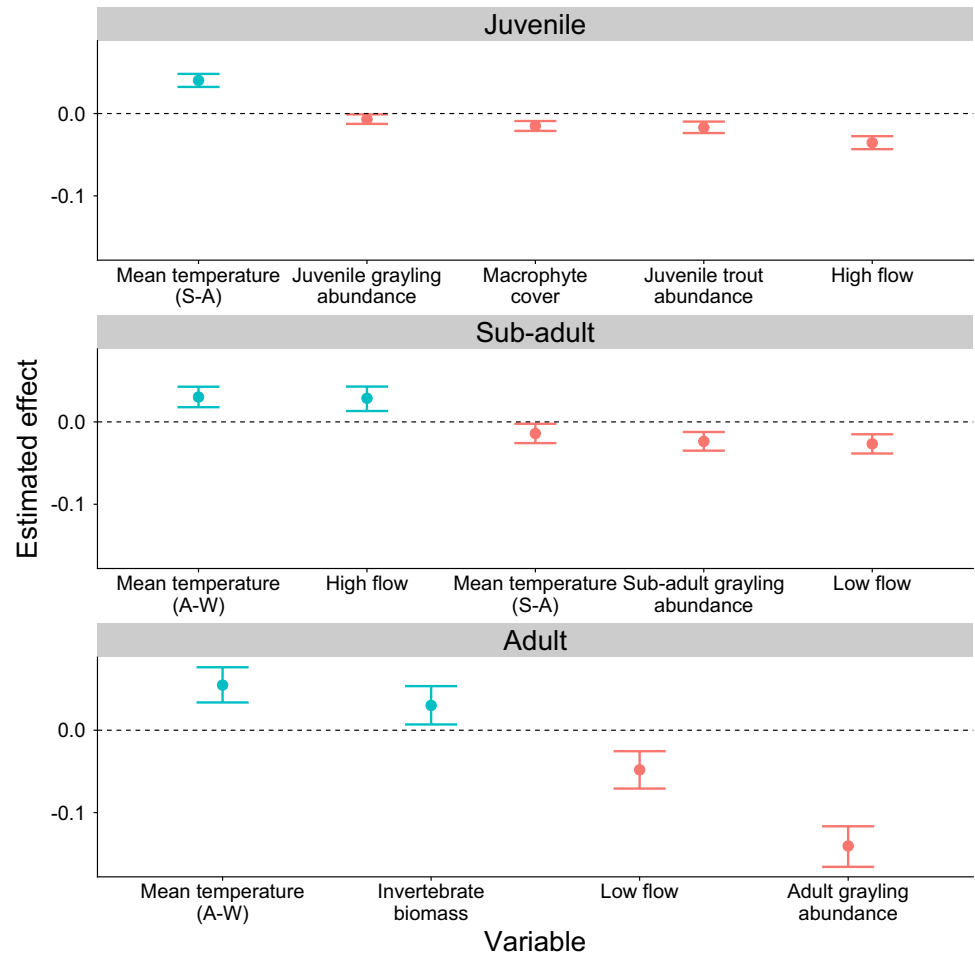 Juvenile
0.0
-0.1
Mean temperature
(S-A)
Juvenile grayling
abundance
Macrophyte
cover
Juvenile trout
abundance
High flow
Sub-adult
0.0
-0.1
Mean temperature
(A-W)
High flow
Mean temperature
(S-A)
Sub-adult grayling
abundance
Low flow
Adult
0.0
-0.1
Mean temperature
(A-W)
Invertebrate
biomass
Low flow
Adult grayling
abundance
Estimated effect
Variable